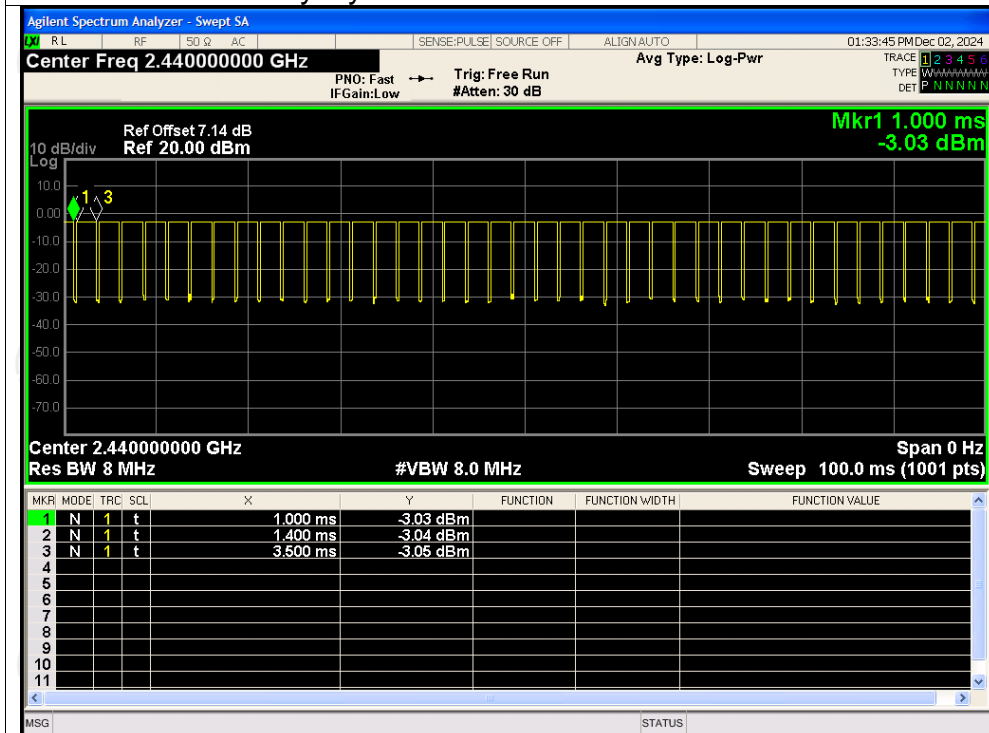 Agilent Spectrum Analyzer - Swept SA
LXI RL RF 50 Ω AC SENSE:PULSE SOURCE OFF ALIGN AUTO 01:33:45 PM Dec 02, 2024
Center Freq 2.440000000 GHz
PNO: Fast
IFGain:Low
Trig: Free Run
#Atten: 30 dB
Avg Type: Log-Pwr
TRACE 1 2 3 4 5 6
TYPE W
DET P N N N N N
Mkr1 1.000 ms
-3.03 dBm
Ref Offset 7.14 dB
10 dB/div Ref 20.00 dBm
Log
10.0
0.00
-10.0
-20.0
-30.0
-40.0
-50.0
-60.0
-70.0
1 3
Center 2.440000000 GHz Span 0 Hz
Res BW 8 MHz #VBW 8.0 MHz Sweep 100.0 ms (1001 pts)
MKR MODE TRC SCL X Y FUNCTION FUNCTION WIDTH FUNCTION VALUE
1 N 1 t 1.000 ms -3.03 dBm
2 N 1 t 1.400 ms -3.04 dBm
3 N 1 t 3.500 ms -3.05 dBm
4
5
6
7
8
9
10
11
MSG STATUS